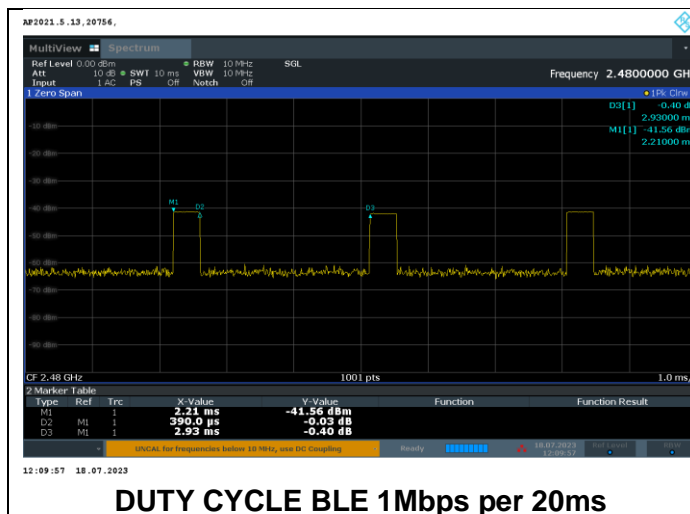 AP2021.5.13,20756,
MultiView Spectrum
Ref Level 0.00 dBm RBW 10 MHz SGL
Att 10 dB SWT 10 ms VBW 10 MHz Frequency 2.4800000 GH
Input 1 AC PS Off Notch Off
1 Zero Span 1Pk Clrw
D3[1] -0.40 d
2.93000 m
M1[1] -41.56 dBr
2.21000 m
-10 dBm
-20 dBm
-30 dBm
-40 dBm
M1 D2 D3
-50 dBm
-60 dBm
-70 dBm
-90 dBm
CF 2.48 GHz 1001 pts 1.0 ms
2 Marker Table
Type Ref Trc X-Value Y-Value Function Function Result
M1 1 2.21 ms -41.56 dBm
D2 M1 1 390.0 µs -0.03 dB
D3 M1 1 2.93 ms -0.40 dB
UNCAL for frequencies below 10 MHz, use DC Coupling Ready 18.07.2023 Ref Level RBW
12:09:57
12:09:57 18.07.2023
DUTY CYCLE BLE 1Mbps per 20ms